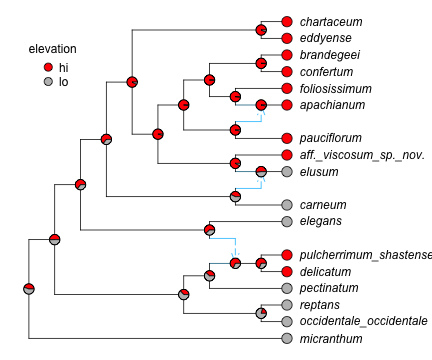 elevation
hi
lo
chartaceum
eddyense
brandegeei
confertum
foliosissimum
apachianum
pauciflorum
aff._viscosum_sp._nov.
elusum
carneum
elegans
pulcherrimum_shastense
delicatum
pectinatum
reptans
occidentale_occidentale
micranthum